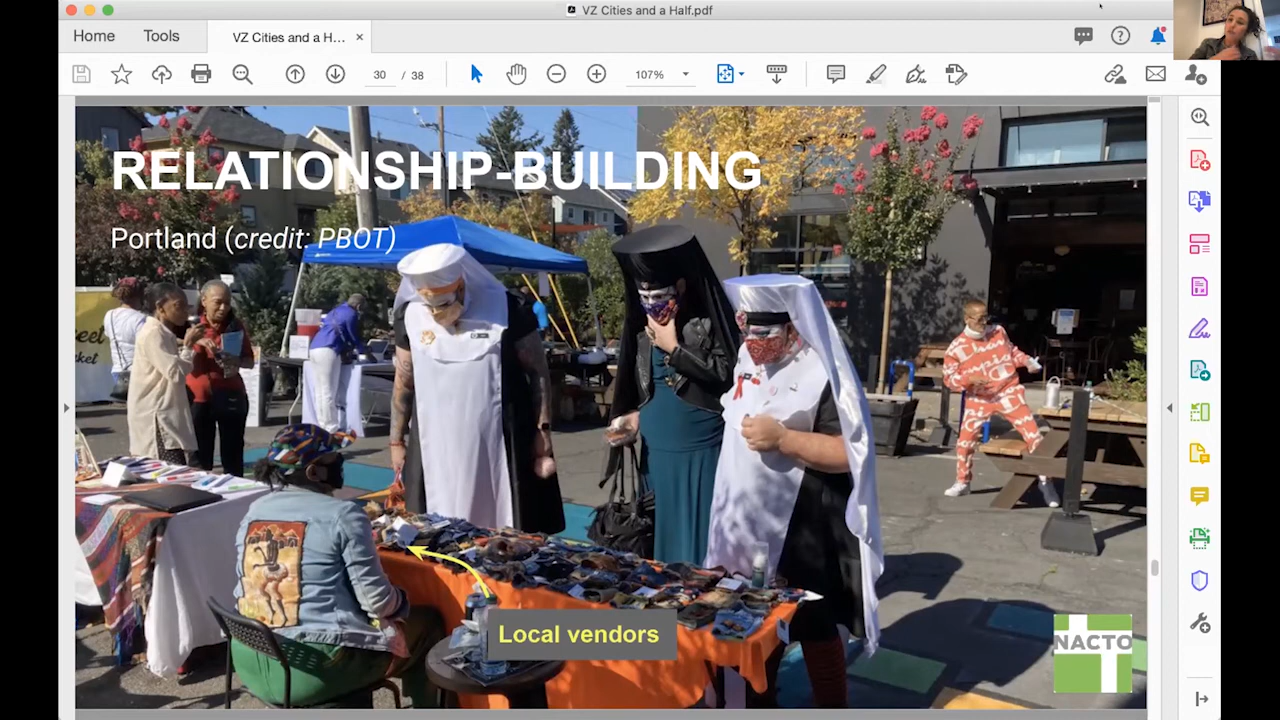 VZ Cities and a Half.pdf
Home
Tools
VZ Cities and a H...
30 / 38
107%
RELATIONSHIP-BUILDING
Portland (credit: PBOT)
Local vendors
NACTO